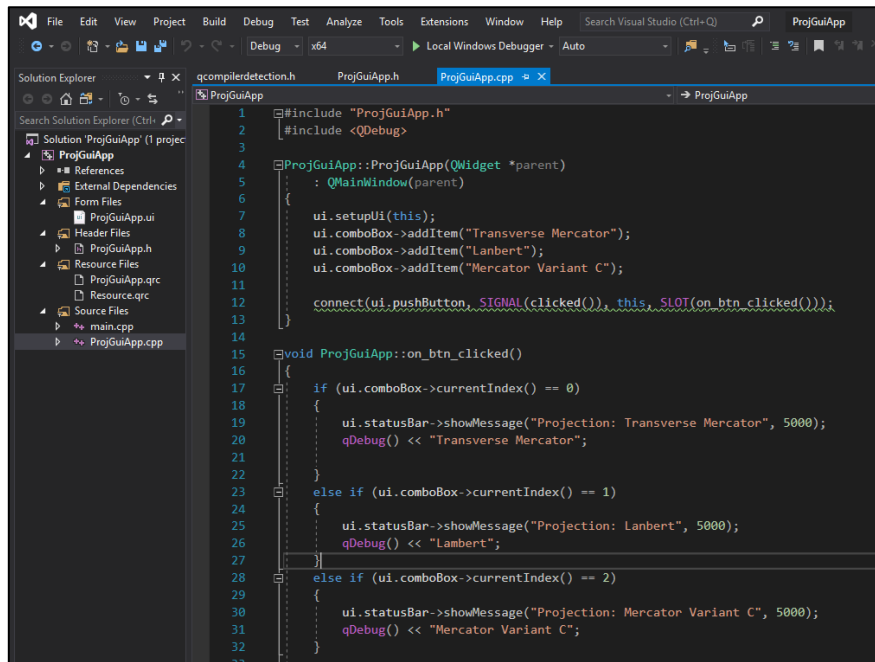 File Edit View Project Build Debug Test Analyze Tools Extensions Window Help Search Visual Studio (Ctrl+Q) ProjGuiApp
Debug x64 Local Windows Debugger Auto
Solution Explorer
qcompilerdetection.h ProjGuiApp.h ProjGuiApp.cpp
ProjGuiApp ProjGuiApp
Search Solution Explorer (Ctrl+
Solution 'ProjGuiApp' (1 projec
ProjGuiApp
References
External Dependencies
Form Files
ProjGuiApp.ui
Header Files
ProjGuiApp.h
Resource Files
ProjGuiApp.qrc
Resource.qrc
Source Files
main.cpp
ProjGuiApp.cpp
1 #include "ProjGuiApp.h"
2 #include <QDebug>
3
4 ProjGuiApp::ProjGuiApp(QWidget *parent)
5 : QMainWindow(parent)
6 {
7 ui.setupUi(this);
8 ui.comboBox->addItem("Transverse Mercator");
9 ui.comboBox->addItem("Lanbert");
10 ui.comboBox->addItem("Mercator Variant C");
11
12 connect(ui.pushButton, SIGNAL(clicked()), this, SLOT(on_btn_clicked()));
13 }
14
15 void ProjGuiApp::on_btn_clicked()
16 {
17 if (ui.comboBox->currentIndex() == 0)
18 {
19 ui.statusBar->showMessage("Projection: Transverse Mercator", 5000);
20 qDebug() << "Transverse Mercator";
21
22 }
23 else if (ui.comboBox->currentIndex() == 1)
24 {
25 ui.statusBar->showMessage("Projection: Lanbert", 5000);
26 qDebug() << "Lambert";
27 }
28 else if (ui.comboBox->currentIndex() == 2)
29 {
30 ui.statusBar->showMessage("Projection: Mercator Variant C", 5000);
31 qDebug() << "Mercator Variant C";
32 }